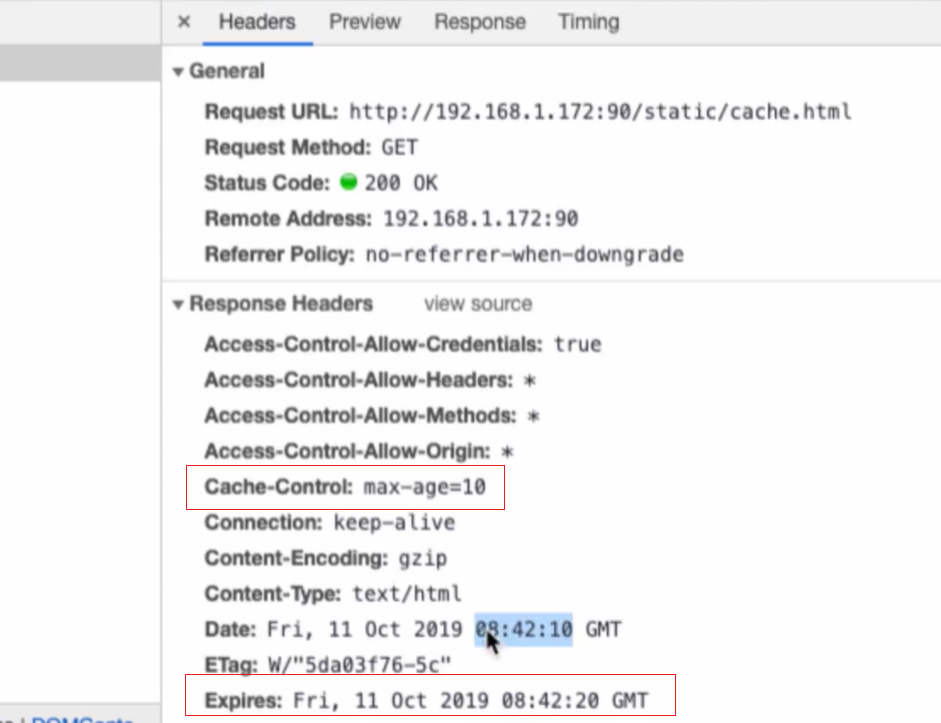 × Headers Preview Response Timing
▼ General
Request URL: http://192.168.1.172:90/static/cache.html
Request Method: GET
Status Code: 200 OK
Remote Address: 192.168.1.172:90
Referrer Policy: no-referrer-when-downgrade
▼ Response Headers view source
Access-Control-Allow-Credentials: true
Access-Control-Allow-Headers: *
Access-Control-Allow-Methods: *
Access-Control-Allow-Origin: *
Cache-Control: max-age=10
Connection: keep-alive
Content-Encoding: gzip
Content-Type: text/html
Date: Fri, 11 Oct 2019 08:42:10 GMT
ETag: W/"5da03f76-5c"
Expires: Fri, 11 Oct 2019 08:42:20 GMT